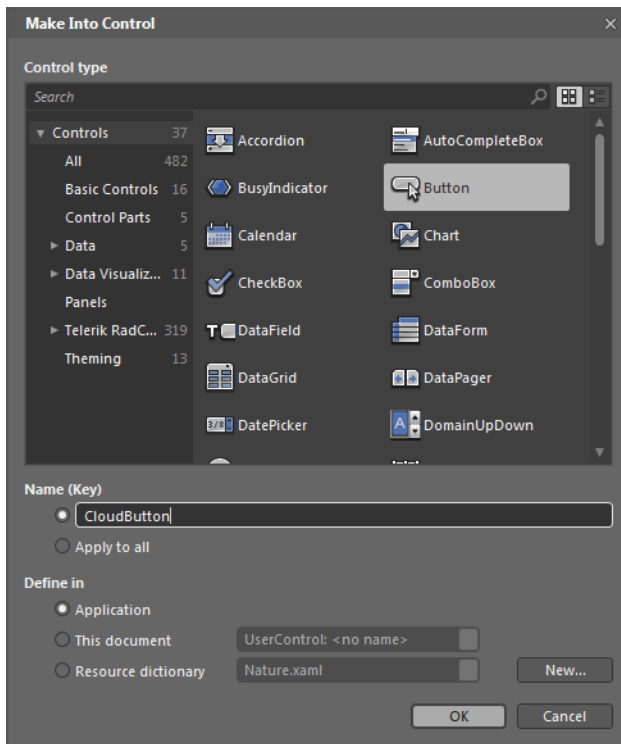 Make Into Control
Control type
Search
Controls 37
All 482
Basic Controls 16
Control Parts 5
Data 5
Data Visualiz... 11
Panels
Telerik RadC... 319
Theming 13
Accordion
AutoCompleteBox
BusyIndicator
Button
Calendar
Chart
CheckBox
ComboBox
T DataField
DataForm
DataGrid
DataPager
3/8 DatePicker
A DomainUpDown
Name (Key)
CloudButton
Apply to all
Define in
Application
This document UserControl: <no name>
Resource dictionary Nature.xaml New...
OK Cancel